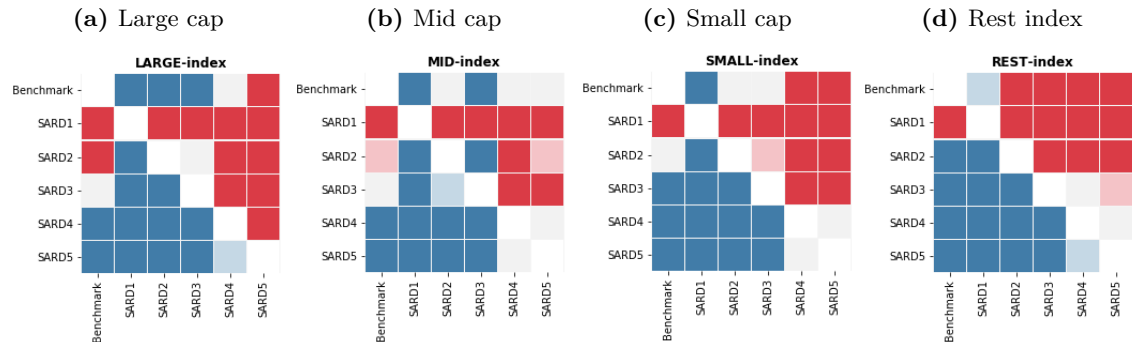 (a) Large cap
(b) Mid cap
(c) Small cap
(d) Rest index
LARGE-index
Benchmark
SARD1
SARD2
SARD3
SARD4
SARD5
Benchmark
SARD1
SARD2
SARD3
SARD4
SARD5
MID-index
Benchmark
SARD1
SARD2
SARD3
SARD4
SARD5
Benchmark
SARD1
SARD2
SARD3
SARD4
SARD5
SMALL-index
Benchmark
SARD1
SARD2
SARD3
SARD4
SARD5
Benchmark
SARD1
SARD2
SARD3
SARD4
SARD5
REST-index
Benchmark
SARD1
SARD2
SARD3
SARD4
SARD5
Benchmark
SARD1
SARD2
SARD3
SARD4
SARD5